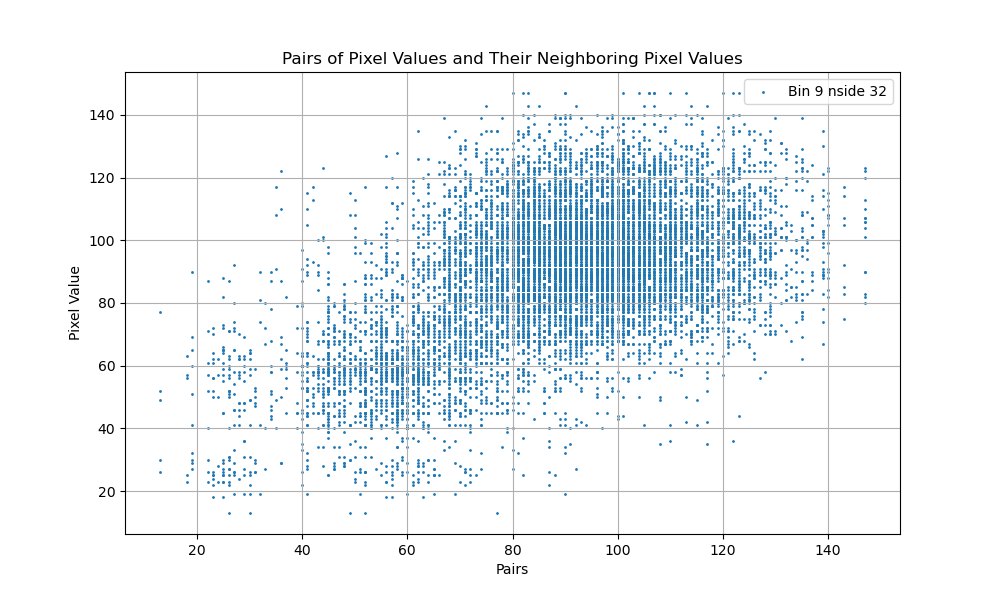 Pairs of Pixel Values and Their Neighboring Pixel Values
Bin 9 nside 32
140
120
100
80
60
40
20
Pixel Value
20 40 60 80 100 120 140
Pairs